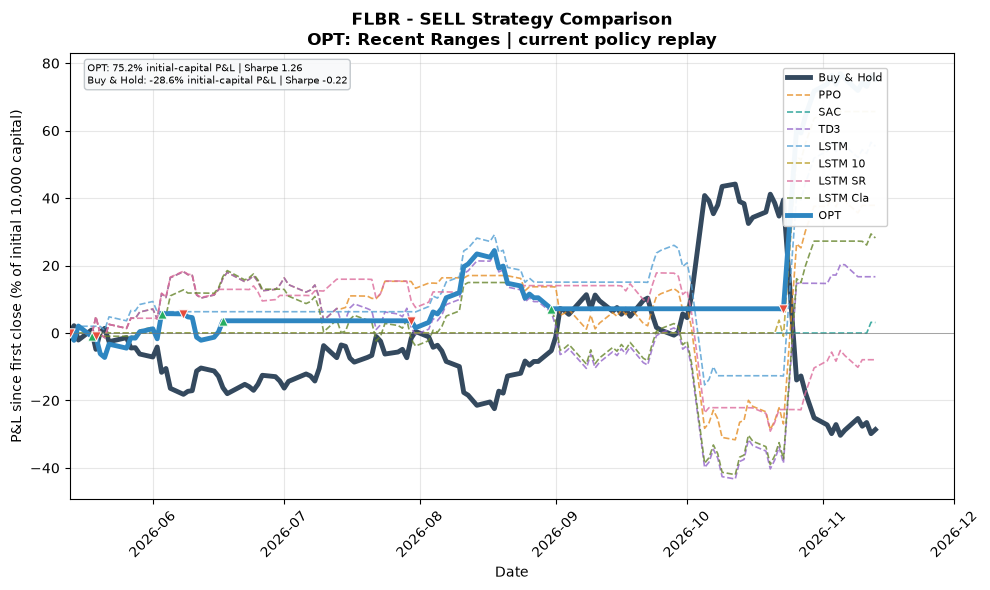 FLBR - SELL Strategy Comparison
OPT: Recent Ranges | current policy replay
OPT: 75.2% initial-capital P&L | Sharpe 1.26
Buy & Hold: -28.6% initial-capital P&L | Sharpe -0.22
Buy & Hold
PPO
SAC
TD3
LSTM
LSTM 10
LSTM SR
LSTM Cla
OPT
P&L since first close (% of initial 10,000 capital)
80
60
40
20
0
−20
−40
2026-06
2026-07
2026-08
2026-09
2026-10
2026-11
2026-12
Date